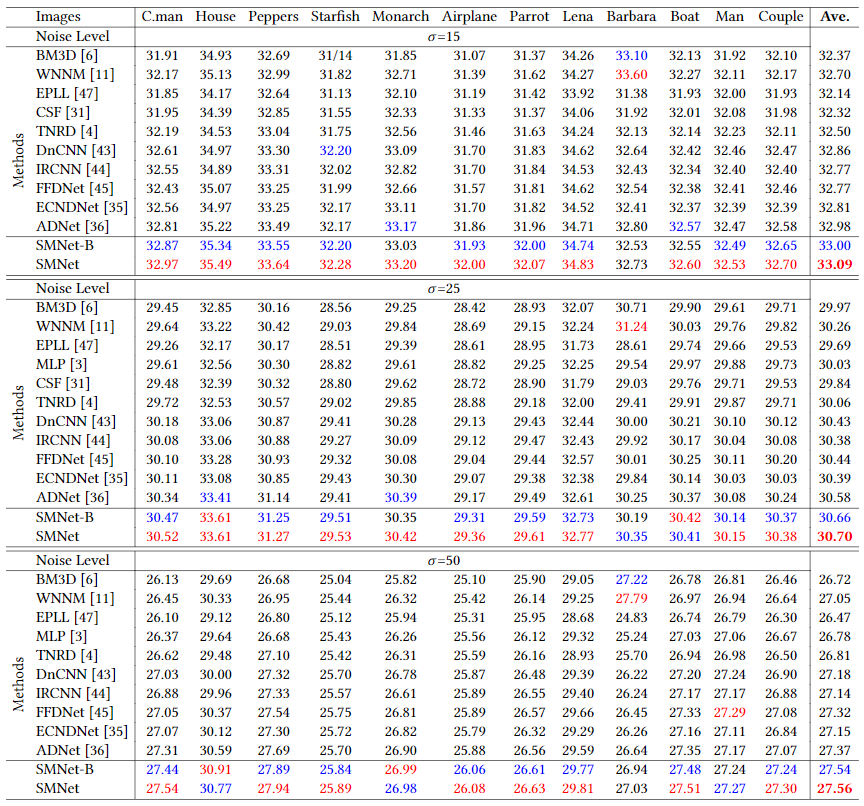 Images C.man House Peppers Starfish Monarch Airplane Parrot Lena Barbara Boat Man Couple Ave.
Noise Level σ=15
Methods
BM3D [6] 31.91 34.93 32.69 31/14 31.85 31.07 31.37 34.26 33.10 32.13 31.92 32.10 32.37
WNNM [11] 32.17 35.13 32.99 31.82 32.71 31.39 31.62 34.27 33.60 32.27 32.11 32.17 32.70
EPLL [47] 31.85 34.17 32.64 31.13 32.10 31.19 31.42 33.92 31.38 31.93 32.00 31.93 32.14
CSF [31] 31.95 34.39 32.85 31.55 32.33 31.33 31.37 34.06 31.92 32.01 32.08 31.98 32.32
TNRD [4] 32.19 34.53 33.04 31.75 32.56 31.46 31.63 34.24 32.13 32.14 32.23 32.11 32.50
DnCNN [43] 32.61 34.97 33.30 32.20 33.09 31.70 31.83 34.62 32.64 32.42 32.46 32.47 32.86
IRCNN [44] 32.55 34.89 33.31 32.02 32.82 31.70 31.84 34.53 32.43 32.34 32.40 32.40 32.77
FFDNet [45] 32.43 35.07 33.25 31.99 32.66 31.57 31.81 34.62 32.54 32.38 32.41 32.46 32.77
ECNDNet [35] 32.56 34.97 33.25 32.17 33.11 31.70 31.82 34.52 32.41 32.37 32.39 32.39 32.81
ADNet [36] 32.81 35.22 33.49 32.17 33.17 31.86 31.96 34.71 32.80 32.57 32.47 32.58 32.98
SMNet-B 32.87 35.34 33.55 32.20 33.03 31.93 32.00 34.74 32.53 32.55 32.49 32.65 33.00
SMNet 32.97 35.49 33.64 32.28 33.20 32.00 32.07 34.83 32.73 32.60 32.53 32.70 33.09
Noise Level σ=25
Methods
BM3D [6] 29.45 32.85 30.16 28.56 29.25 28.42 28.93 32.07 30.71 29.90 29.61 29.71 29.97
WNNM [11] 29.64 33.22 30.42 29.03 29.84 28.69 29.15 32.24 31.24 30.03 29.76 29.82 30.26
EPLL [47] 29.26 32.17 30.17 28.51 29.39 28.61 28.95 31.73 28.61 29.74 29.66 29.53 29.69
MLP [3] 29.61 32.56 30.30 28.82 29.61 28.82 29.25 32.25 29.54 29.97 29.88 29.73 30.03
CSF [31] 29.48 32.39 30.32 28.80 29.62 28.72 28.90 31.79 29.03 29.76 29.71 29.53 29.84
TNRD [4] 29.72 32.53 30.57 29.02 29.85 28.88 29.18 32.00 29.41 29.91 29.87 29.71 30.06
DnCNN [43] 30.18 33.06 30.87 29.41 30.28 29.13 29.43 32.44 30.00 30.21 30.10 30.12 30.43
IRCNN [44] 30.08 33.06 30.88 29.27 30.09 29.12 29.47 32.43 29.92 30.17 30.04 30.08 30.38
FFDNet [45] 30.10 33.28 30.93 29.32 30.08 29.04 29.44 32.57 30.01 30.25 30.11 30.20 30.44
ECNDNet [35] 30.11 33.08 30.85 29.43 30.30 29.07 29.38 32.38 29.84 30.14 30.03 30.03 30.39
ADNet [36] 30.34 33.41 31.14 29.41 30.39 29.17 29.49 32.61 30.25 30.37 30.08 30.24 30.58
SMNet-B 30.47 33.61 31.25 29.51 30.35 29.31 29.59 32.73 30.19 30.42 30.14 30.37 30.66
SMNet 30.52 33.61 31.27 29.53 30.42 29.36 29.61 32.77 30.35 30.41 30.15 30.38 30.70
Noise Level σ=50
Methods
BM3D [6] 26.13 29.69 26.68 25.04 25.82 25.10 25.90 29.05 27.22 26.78 26.81 26.46 26.72
WNNM [11] 26.45 30.33 26.95 25.44 26.32 25.42 26.14 29.25 27.79 26.97 26.94 26.64 27.05
EPLL [47] 26.10 29.12 26.80 25.12 25.94 25.31 25.95 28.68 24.83 26.74 26.79 26.30 26.47
MLP [3] 26.37 29.64 26.68 25.43 26.26 25.56 26.12 29.32 25.24 27.03 27.06 26.67 26.78
TNRD [4] 26.62 29.48 27.10 25.42 26.31 25.59 26.16 28.93 25.70 26.94 26.98 26.50 26.81
DnCNN [43] 27.03 30.00 27.32 25.70 26.78 25.87 26.48 29.39 26.22 27.20 27.24 26.90 27.18
IRCNN [44] 26.88 29.96 27.33 25.57 26.61 25.89 26.55 29.40 26.24 27.17 27.17 26.88 27.14
FFDNet [45] 27.05 30.37 27.54 25.75 26.81 25.89 26.57 29.66 26.45 27.33 27.29 27.08 27.32
ECNDNet [35] 27.07 30.12 27.30 25.72 26.82 25.79 26.32 29.29 26.26 27.16 27.11 26.84 27.15
ADNet [36] 27.31 30.59 27.69 25.70 26.90 25.88 26.56 29.59 26.64 27.35 27.17 27.07 27.37
SMNet-B 27.44 30.91 27.89 25.84 26.99 26.06 26.61 29.77 26.94 27.48 27.24 27.24 27.54
SMNet 27.54 30.77 27.94 25.89 26.98 26.08 26.63 29.81 27.03 27.51 27.27 27.30 27.56